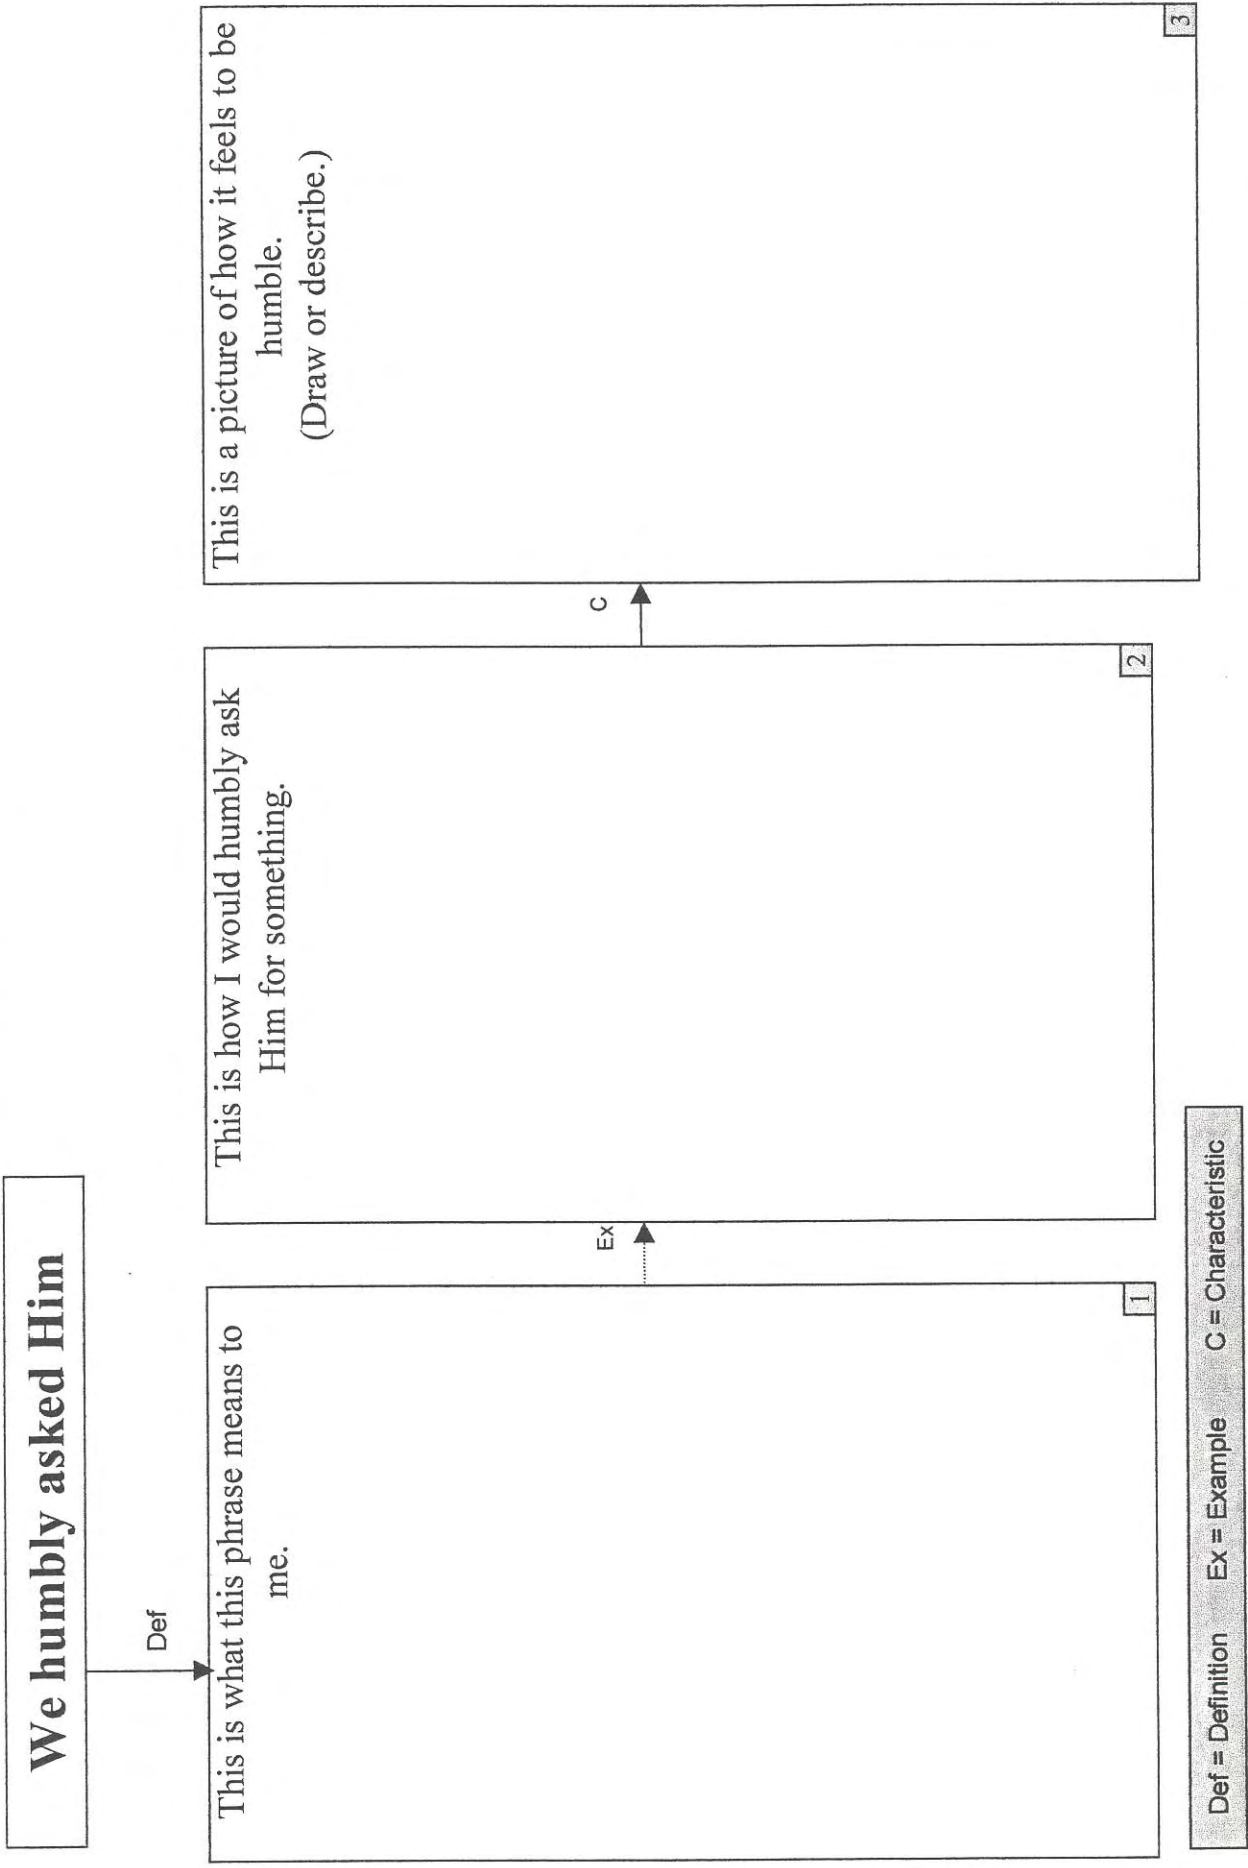 We humbly asked Him
Def
This is what this phrase means to
me.
1
Ex
This is how I would humbly ask
Him for something.
2
C
This is a picture of how it feels to be
humble.
(Draw or describe.)
3
Def = Definition Ex = Example C = Characteristic